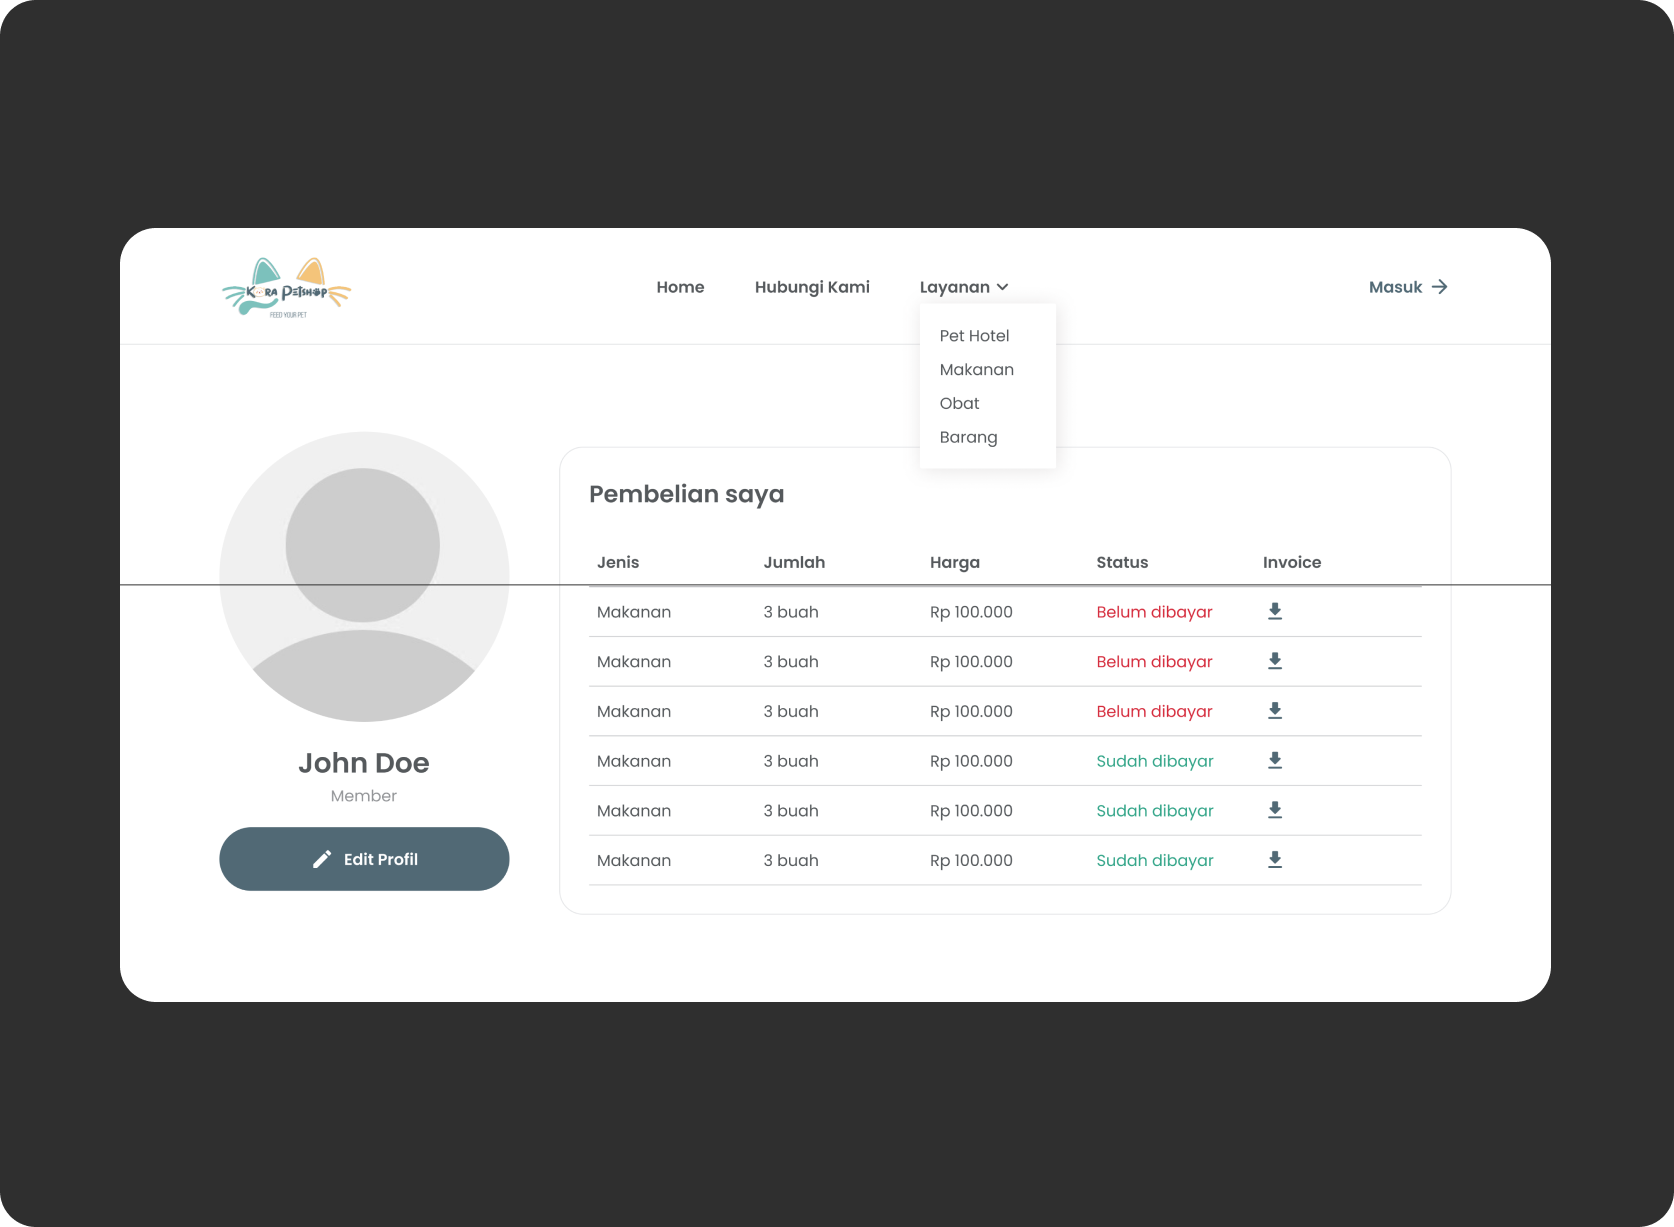 KORA PETSHOP
FEED YOUR PET
Home Hubungi Kami Layanan Masuk
Pet Hotel
Makanan
Obat
Barang
Pembelian saya
Jenis Jumlah Harga Status Invoice
Makanan 3 buah Rp 100.000 Belum dibayar
Makanan 3 buah Rp 100.000 Belum dibayar
Makanan 3 buah Rp 100.000 Belum dibayar
Makanan 3 buah Rp 100.000 Sudah dibayar
Makanan 3 buah Rp 100.000 Sudah dibayar
Makanan 3 buah Rp 100.000 Sudah dibayar
John Doe
Member
Edit Profil